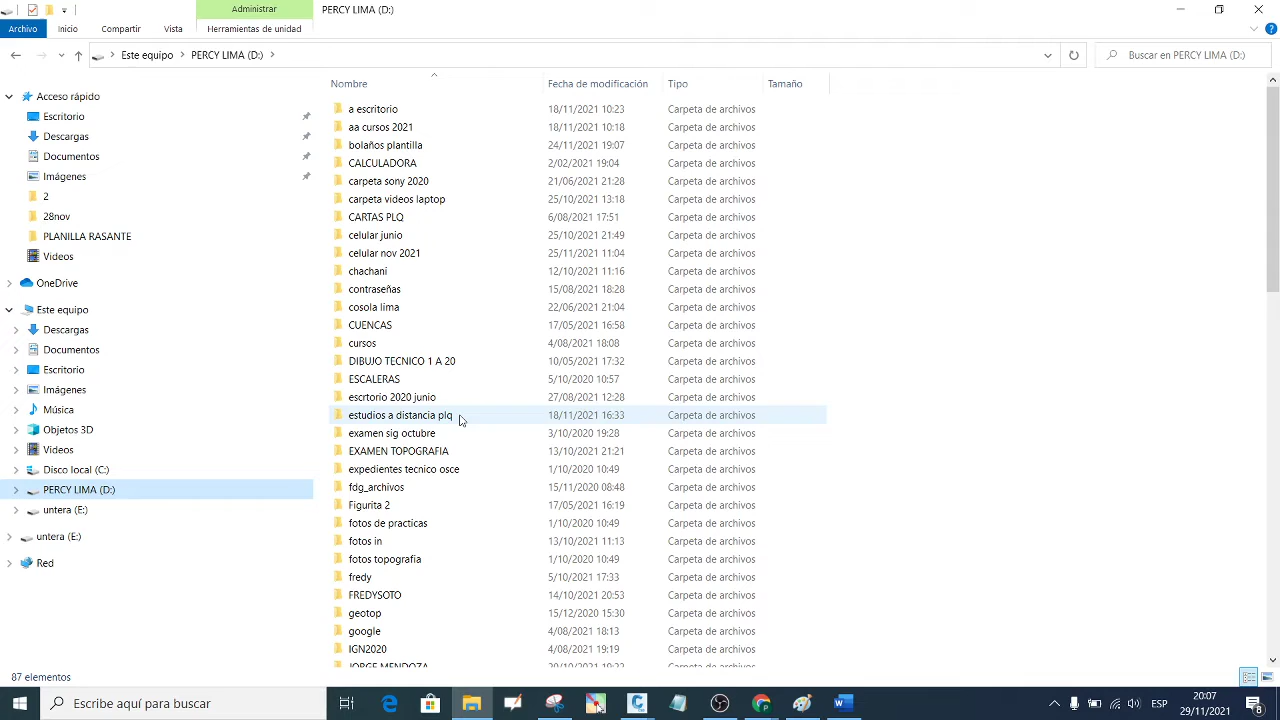 Administrar
PERCY LIMA (D:)
Archivo
Inicio
Compartir
Vista
Herramientas de unidad
Este equipo
PERCY LIMA (D:)
Buscar en PERCY LIMA (D:)
Nombre
Fecha de modificación
Tipo
Tamaño
Acceso rápido
Escritorio
Descargas
Documentos
Imágenes
2
28nov
PLANILLA RASANTE
Videos
OneDrive
Este equipo
Descargas
Documentos
Escritorio
Imágenes
Música
Objetos 3D
Videos
Disco local (C:)
PERCY LIMA (D:)
untera (E:)
untera (E:)
Red
a escritorio 18/11/2021 10:23 Carpeta de archivos
aa cursos 2021 18/11/2021 10:18 Carpeta de archivos
bolaños plantilla 24/11/2021 19:07 Carpeta de archivos
CALCULADORA 2/02/2021 19:04 Carpeta de archivos
carpeta sony 2020 21/06/2021 21:28 Carpeta de archivos
carpeta videos laptop 25/10/2021 13:18 Carpeta de archivos
CARTAS PLQ 6/08/2021 17:51 Carpeta de archivos
celular junio 25/10/2021 21:49 Carpeta de archivos
celular nov 2021 25/11/2021 11:04 Carpeta de archivos
chachani 12/10/2021 11:16 Carpeta de archivos
contraseñas 15/08/2021 18:28 Carpeta de archivos
cosola lima 22/06/2021 21:04 Carpeta de archivos
CUENCAS 17/05/2021 16:58 Carpeta de archivos
cursos 4/08/2021 18:08 Carpeta de archivos
DIBUJO TECNICO 1 A 20 10/05/2021 17:32 Carpeta de archivos
ESCALERAS 5/10/2020 10:57 Carpeta de archivos
escrtorio 2020 junio 27/08/2021 12:28 Carpeta de archivos
estudios a distancia plq 18/11/2021 16:33 Carpeta de archivos
examen sig octubre 3/10/2020 19:28 Carpeta de archivos
EXAMEN TOPOGRAFIA 13/10/2021 21:21 Carpeta de archivos
expedientes tecnico osce 1/10/2020 10:49 Carpeta de archivos
fdg_archivos 15/11/2020 08:48 Carpeta de archivos
Figurita 2 17/05/2021 16:19 Carpeta de archivos
fotos de practicas 1/10/2020 10:49 Carpeta de archivos
fotos in 13/10/2021 11:13 Carpeta de archivos
fotos topografia 1/10/2020 10:49 Carpeta de archivos
fredy 5/10/2021 17:33 Carpeta de archivos
FREDYSOTO 14/10/2021 20:53 Carpeta de archivos
geotop 15/12/2020 15:30 Carpeta de archivos
google 4/08/2021 18:13 Carpeta de archivos
IGN2020 4/08/2021 19:19 Carpeta de archivos
JORGE MENDOZA Carpeta de archivos
87 elementos
Escribe aquí para buscar
ESP
20:07
29/11/2021
8